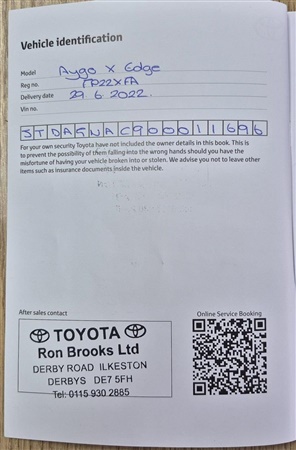 Vehicle identification
Model Aygo X Edge
Reg no. FP22XFA
Delivery date 29.6.2022.
Vin no.
JTDAGNAC900011696
For your own security Toyota have not included the owner details in this book. This is
to prevent the possibility of them falling into the wrong hands should you have the
misfortune of having your vehicle broken into or stolen. We advise you not to leave other
items such as insurance documents inside the vehicle.
After sales contact
Online Service Booking
TOYOTA
Ron Brooks Ltd
DERBY ROAD ILKESTON
DERBYS DE7 5FH
Tel: 0115 930 2885